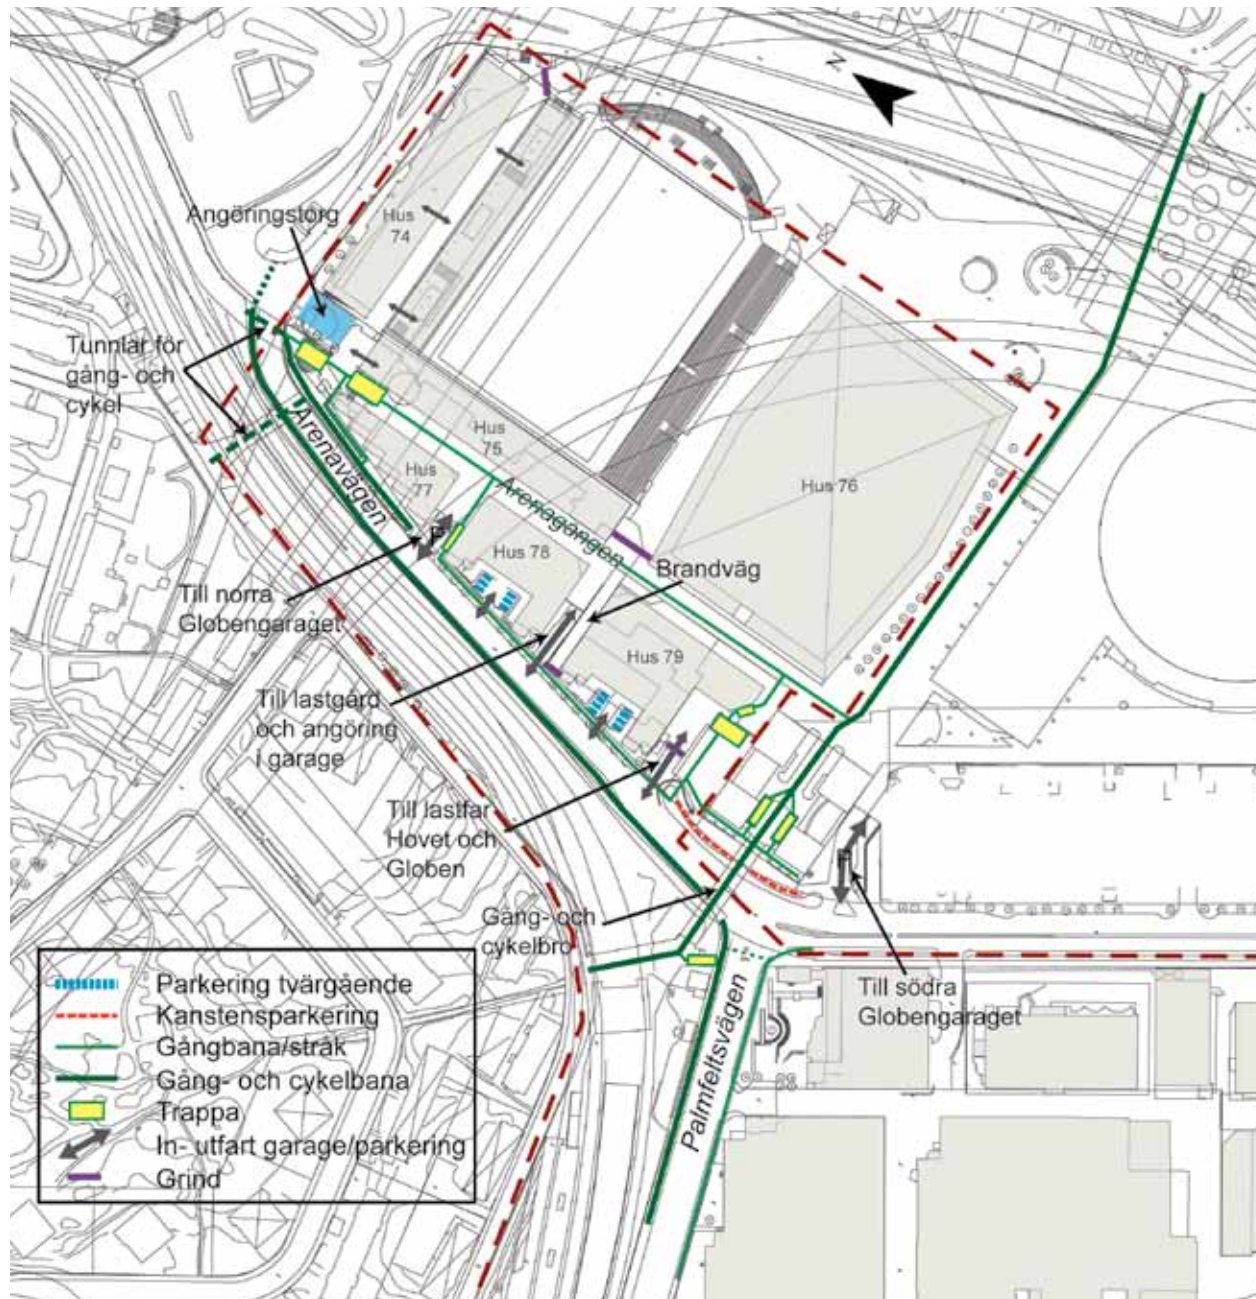 N
Angöringstorg
Hus
74
Tunnlar för
gång- och
cykel
Arenavägen
Hus
75
Hus
77
Arenagången
Hus 76
P
Hus 78
Brandväg
Till norra
Globengaraget
Hus 79
Till lastgård
och angöring
i garage
Till lastfar
Hovet och
Globen
P
Gång- och
cykelbro
Till södra
Globengaraget
Palmfeltsvägen
Parkering tvärgående
Kanstensparkering
Gångbana/stråk
Gång- och cykelbana
Trappa
In- utfart garage/parkering
Grind